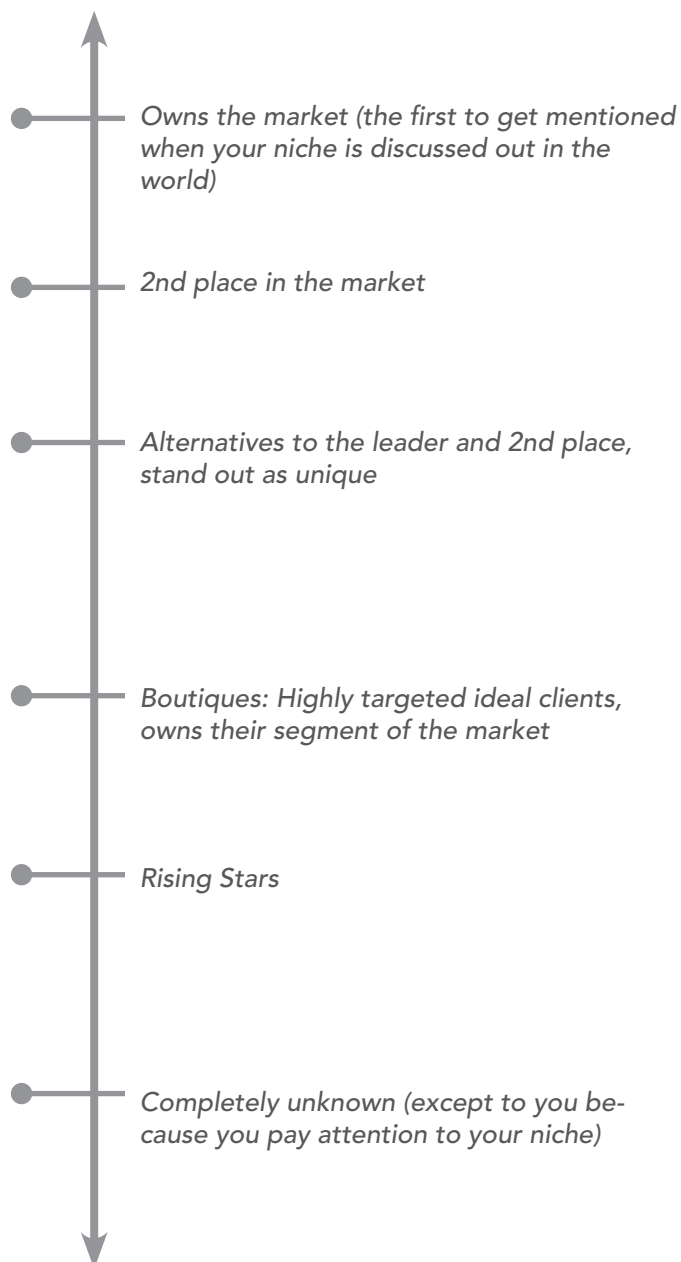 Owns the market (the first to get mentioned
when your niche is discussed out in the
world)
2nd place in the market
Alternatives to the leader and 2nd place,
stand out as unique
Boutiques: Highly targeted ideal clients,
owns their segment of the market
Rising Stars
Completely unknown (except to you be-
cause you pay attention to your niche)